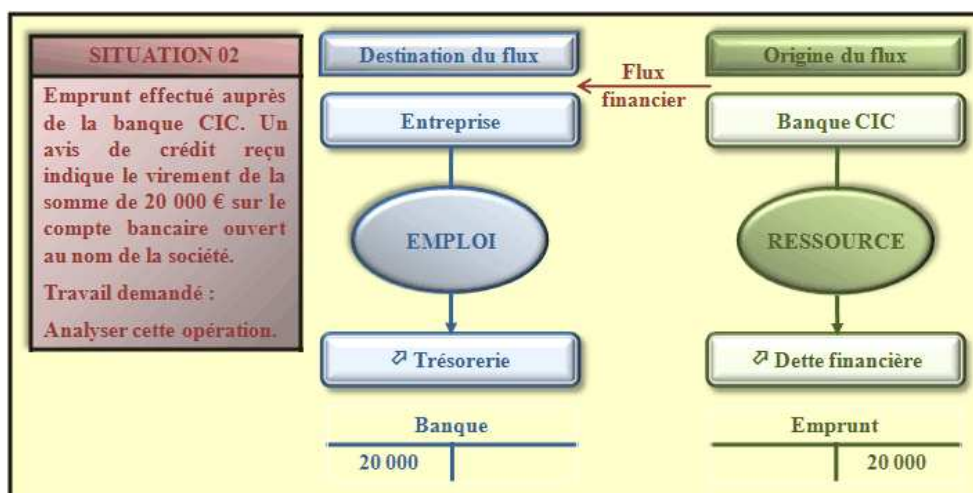 SITUATION 02
Emprunt effectué auprès
de la banque CIC. Un
avis de crédit reçu
indique le virement de la
somme de 20 000 € sur le
compte bancaire ouvert
au nom de la société.
Travail demandé :
Analyser cette opération.
Destination du flux
Flux
financier
Origine du flux
Entreprise
Banque CIC
EMPLOI
RESSOURCE
⇗ Trésorerie
⇗ Dette financière
Banque
20 000
Emprunt
20 000